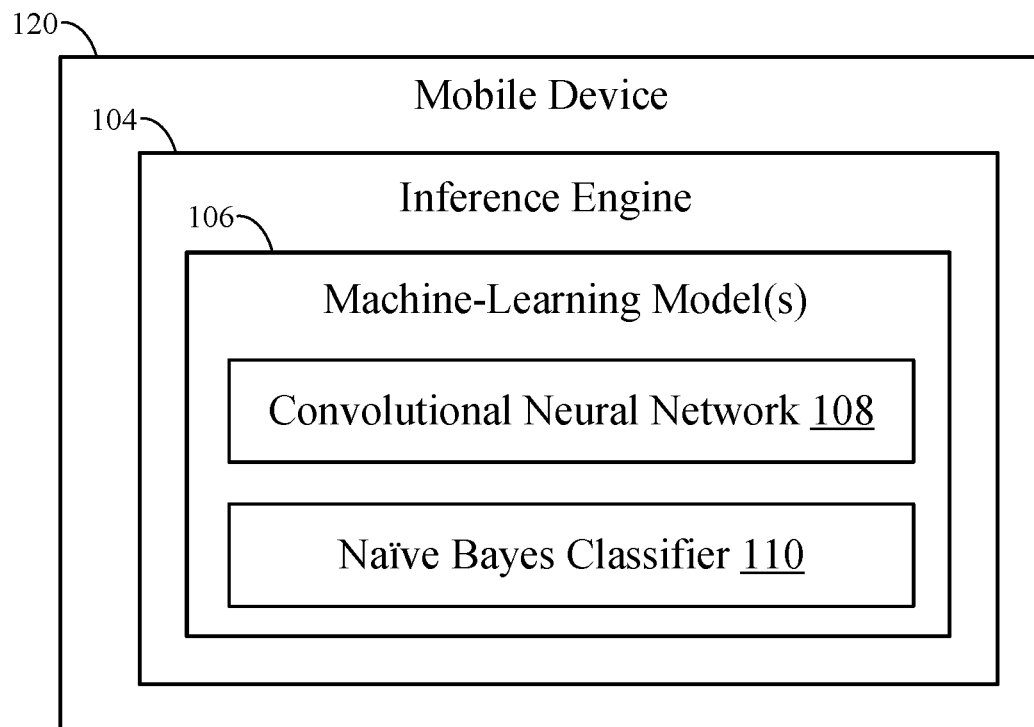 120
Mobile Device
104
Inference Engine
106
Machine-Learning Model(s)
Convolutional Neural Network 108
Naïve Bayes Classifier 110